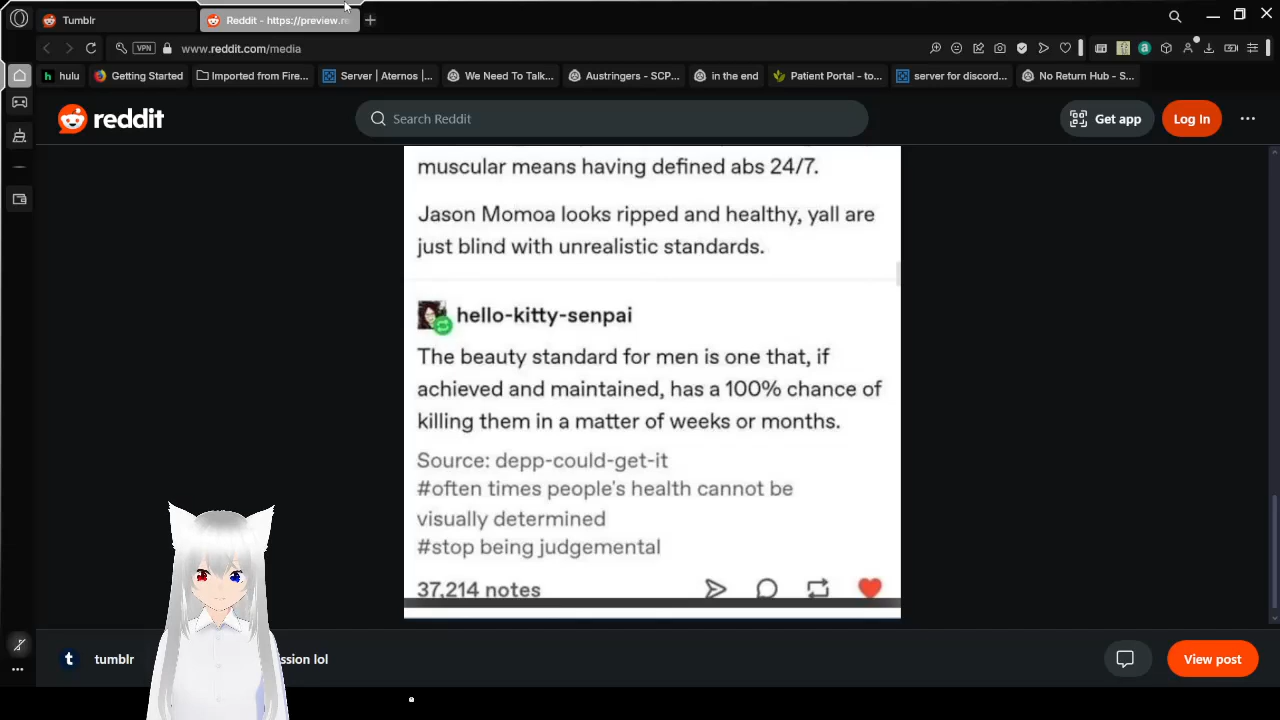 Tumblr
Reddit - https://preview.re
VPN
www.reddit.com/media
hulu
Getting Started
Imported from Fire...
Server | Aternos |...
We Need To Talk...
Austringers - SCP...
in the end
Patient Portal - to...
server for discord...
No Return Hub - S...
reddit
Search Reddit
Get app
Log In
muscular means having defined abs 24/7.
Jason Momoa looks ripped and healthy, yall are
just blind with unrealistic standards.
hello-kitty-senpai
The beauty standard for men is one that, if
achieved and maintained, has a 100% chance of
killing them in a matter of weeks or months.
Source: depp-could-get-it
#often times people's health cannot be
visually determined
#stop being judgemental
37,214 notes
t
tumblr
ssion lol
View post